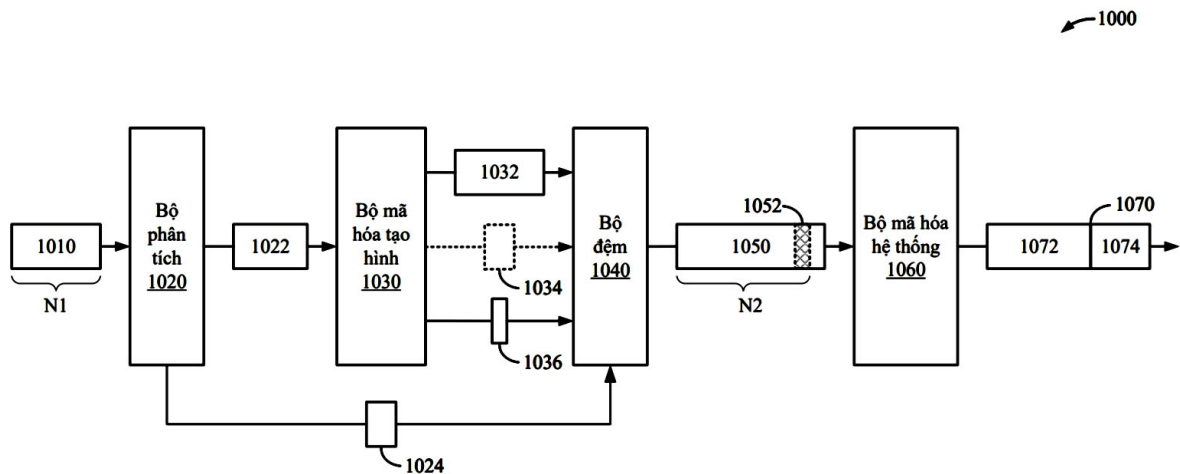 1000
1010
N1
Bộ
phân
tích
1020
1022
Bộ mã
hóa tạo
hình
1030
1032
1034
1036
1024
Bộ
đệm
1040
1050
1052
N2
Bộ mã hóa
hệ thống
1060
1070
1072
1074